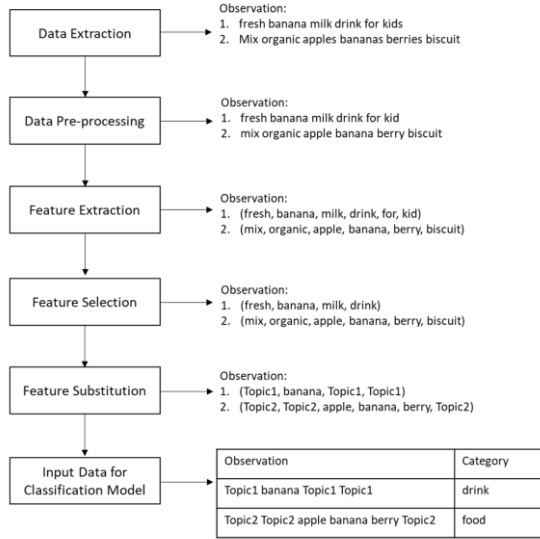 Data Extraction
Observation:
1. fresh banana milk drink for kids
2. Mix organic apples bananas berries biscuit
Data Pre-processing
Observation:
1. fresh banana milk drink for kid
2. mix organic apple banana berry biscuit
Feature Extraction
Observation:
1. (fresh, banana, milk, drink, for, kid)
2. (mix, organic, apple, banana, berry, biscuit)
Feature Selection
Observation:
1. (fresh, banana, milk, drink)
2. (mix, organic, apple, banana, berry, biscuit)
Feature Substitution
Observation:
1. (Topic1, banana, Topic1, Topic1)
2. (Topic2, Topic2, apple, banana, berry, Topic2)
Input Data for
Classification Model
Observation Category
Topic1 banana Topic1 Topic1 drink
Topic2 Topic2 apple banana berry Topic2 food